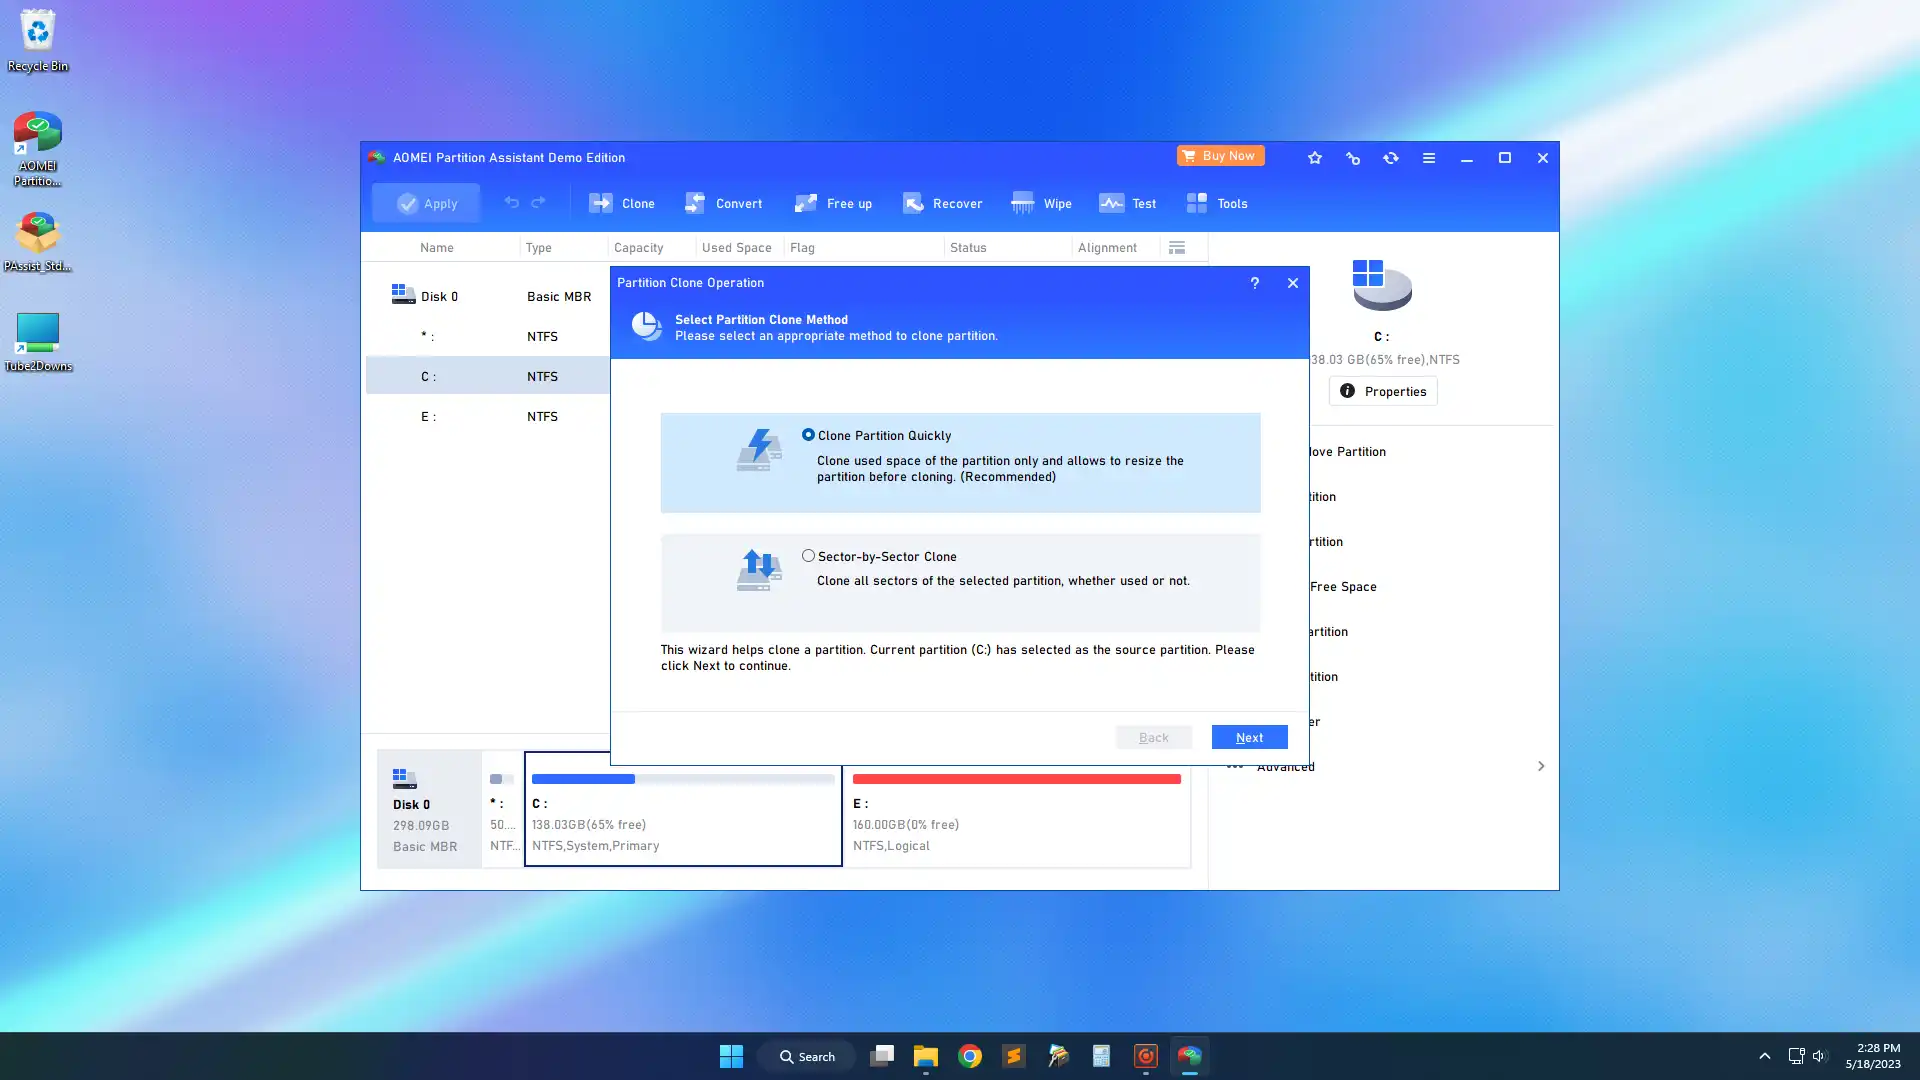 Recycle Bin
AOMEI
Partitio...
PAssist_Std...
Tube2Downs
AOMEI Partition Assistant Demo Edition
Buy Now
Apply
Clone
Convert
Free up
Recover
Wipe
Test
Tools
Name
Type
Capacity
Used Space
Flag
Status
Alignment
Disk 0
Basic MBR
* :
NTFS
C :
NTFS
E :
NTFS
Partition Clone Operation
?
Select Partition Clone Method
Please select an appropriate method to clone partition.
Clone Partition Quickly
Clone used space of the partition only and allows to resize the
partition before cloning. (Recommended)
Sector-by-Sector Clone
Clone all sectors of the selected partition, whether used or not.
This wizard helps clone a partition. Current partition (C:) has selected as the source partition. Please
click Next to continue.
Back
Next
C :
38.03 GB(65% free),NTFS
Properties
ove Partition
tition
rtition
Free Space
artition
tition
er
Advanced
Disk 0
298.09GB
Basic MBR
* :
50....
NTF...
C :
138.03GB(65% free)
NTFS,System,Primary
E :
160.00GB(0% free)
NTFS,Logical
Search
2:28 PM
5/18/2023